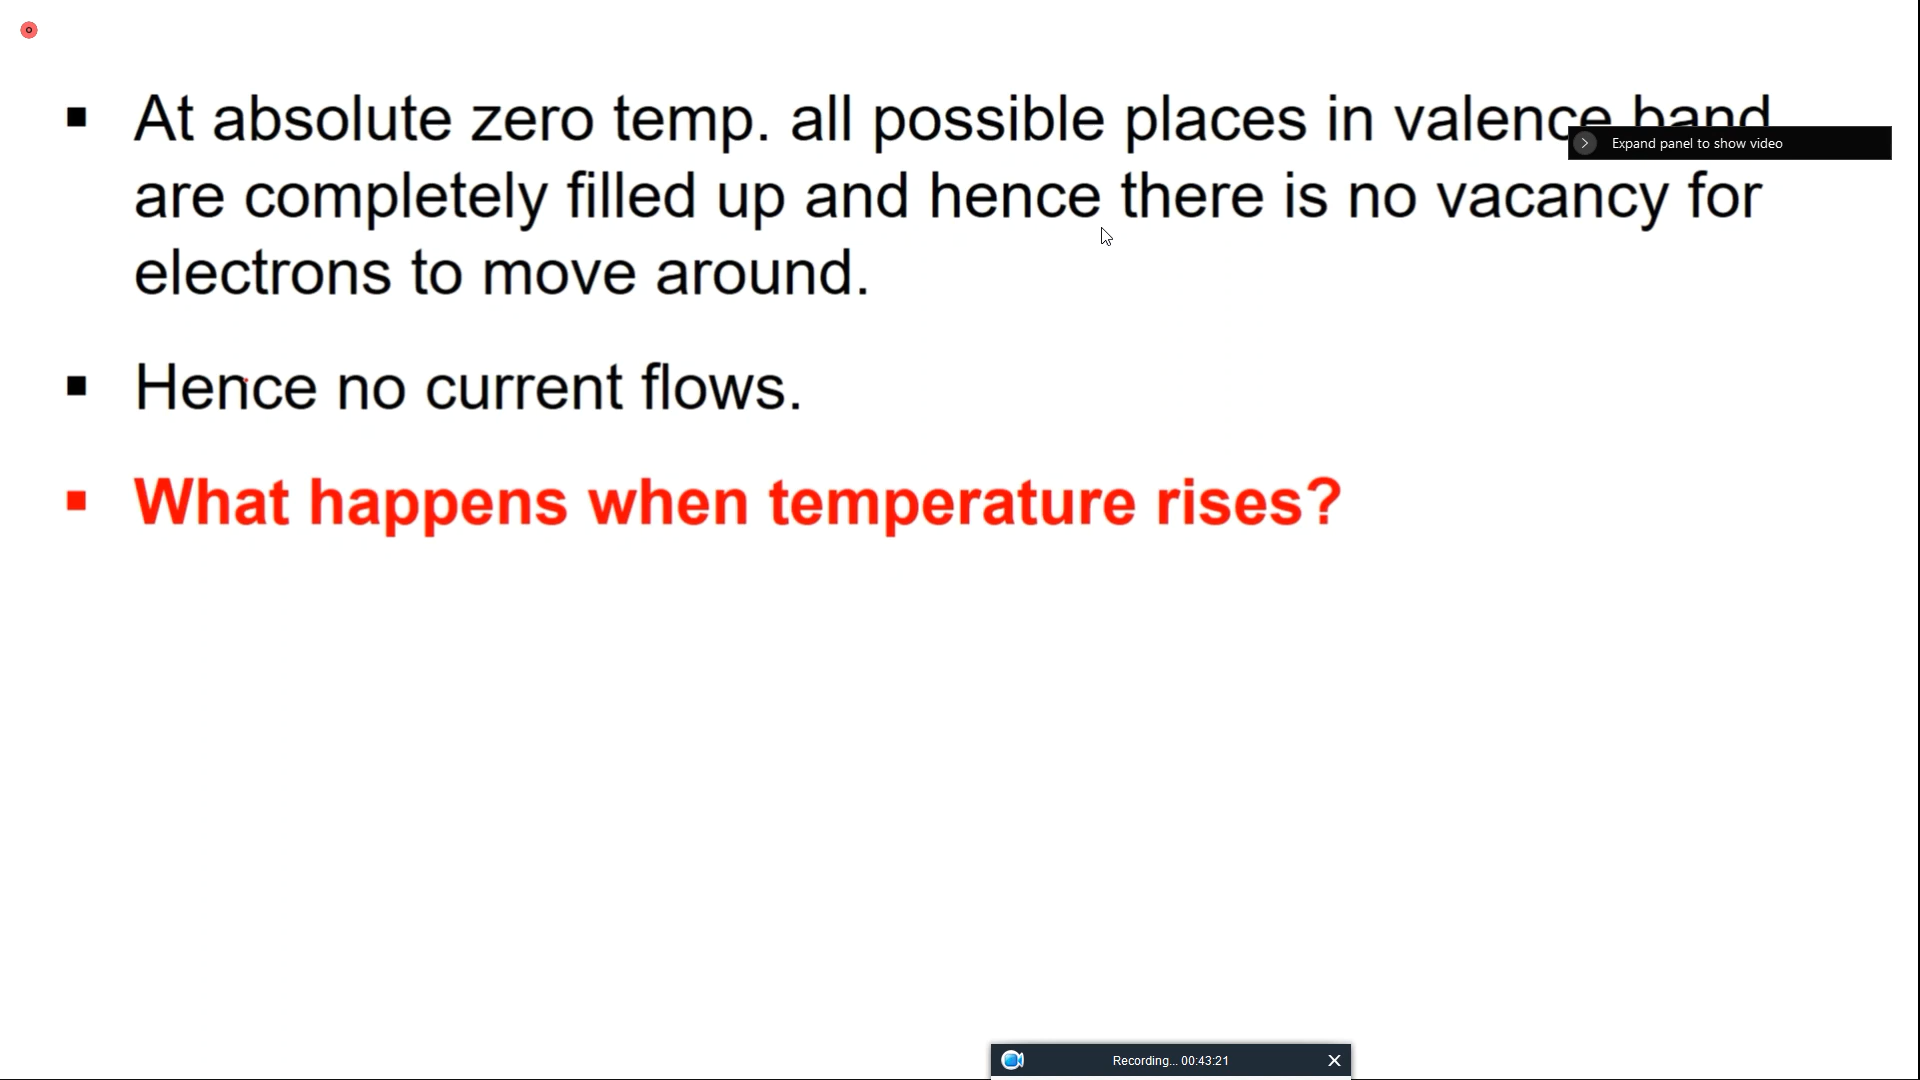 ▪ At absolute zero temp. all possible places in valence band
Expand panel to show video
are completely filled up and hence there is no vacancy for
electrons to move around.
▪ Hence no current flows.
▪ What happens when temperature rises?
Recording... 00:43:21